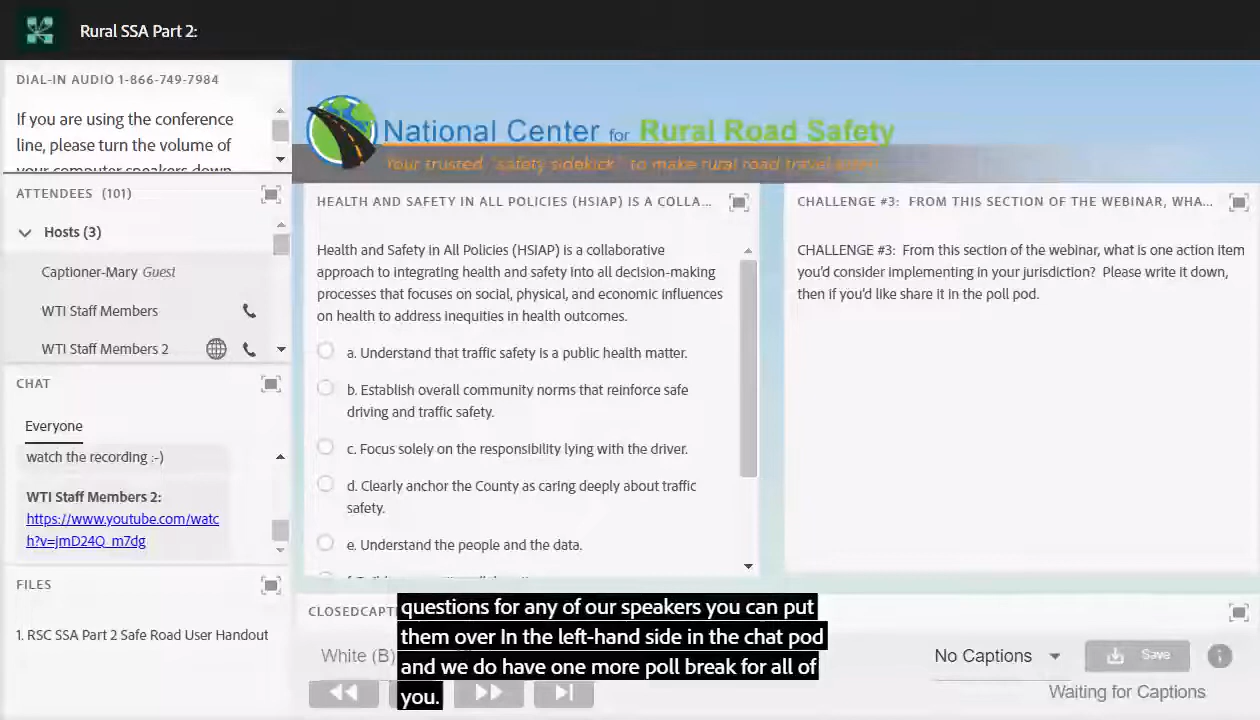 Rural SSA Part 2:
DIAL-IN AUDIO 1-866-749-7984
If you are using the conference
line, please turn the volume of
your computer speakers down
ATTENDEES (101)
Hosts (3)
Captioner-Mary Guest
WTI Staff Members
WTI Staff Members 2
CHAT
Everyone
watch the recording :-)
WTI Staff Members 2:
https://www.youtube.com/watc
h?v=jmD24Q_m7dg
FILES
1. RSC SSA Part 2 Safe Road User Handout
National Center for Rural Road Safety
Your trusted "safety sidekick" to make rural road travel safer!
HEALTH AND SAFETY IN ALL POLICIES (HSIAP) IS A COLLA...
Health and Safety in All Policies (HSIAP) is a collaborative
approach to integrating health and safety into all decision-making
processes that focuses on social, physical, and economic influences
on health to address inequities in health outcomes.
a. Understand that traffic safety is a public health matter.
b. Establish overall community norms that reinforce safe
driving and traffic safety.
c. Focus solely on the responsibility lying with the driver.
d. Clearly anchor the County as caring deeply about traffic
safety.
e. Understand the people and the data.
CHALLENGE #3: FROM THIS SECTION OF THE WEBINAR, WHA...
CHALLENGE #3: From this section of the webinar, what is one action item
you'd consider implementing in your jurisdiction? Please write it down,
then if you'd like share it in the poll pod.
CLOSEDCAPT
White (B)
No Captions
Save
Waiting for Captions
questions for any of our speakers you can put
them over In the left-hand side in the chat pod
and we do have one more poll break for all of
you.